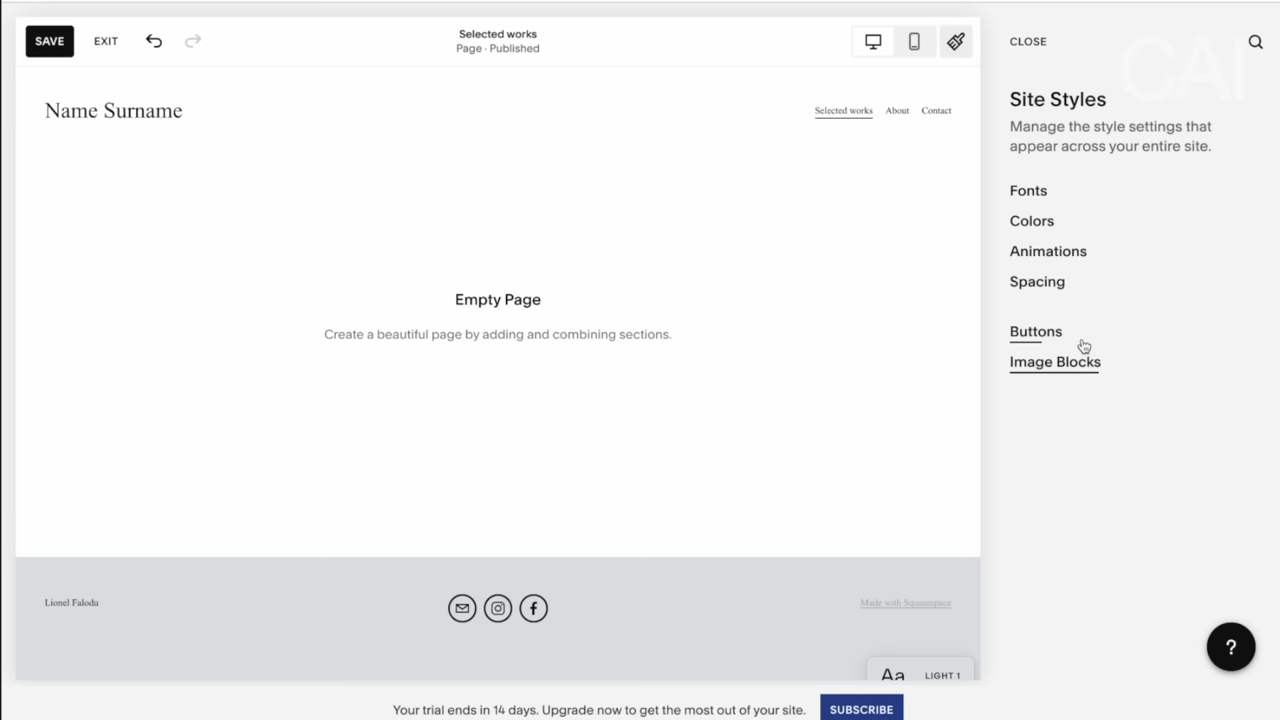 SAVE
EXIT
Selected works
Page · Published
CLOSE
CAI
Name Surname
Selected works
About
Contact
Site Styles
Manage the style settings that
appear across your entire site.
Fonts
Colors
Animations
Spacing
Buttons
Image Blocks
Empty Page
Create a beautiful page by adding and combining sections.
Lionel Falodu
Made with Squarespace
Aa
LIGHT 1
?
Your trial ends in 14 days. Upgrade now to get the most out of your site.
SUBSCRIBE